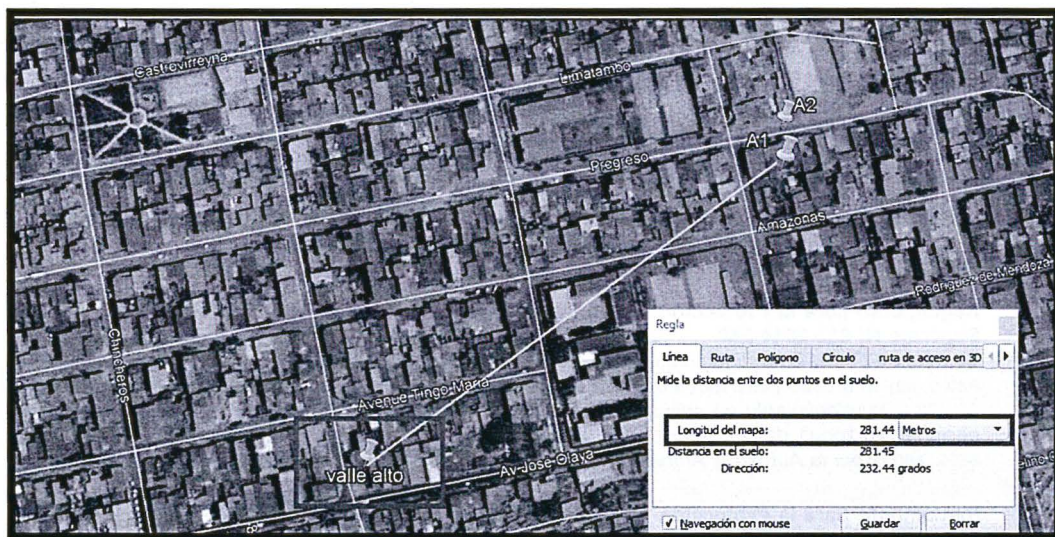 Castrovirreyna
Limatambo
A2
Progreso
A1
Amazonas
Rodriguez de Mendoza
Chincheros
Avenue Tingo Maria
valle alto
Av José Olaya
Regla
Línea Ruta Polígono Círculo ruta de acceso en 3D
Mide la distancia entre dos puntos en el suelo.
Longitud del mapa: 281.44 Metros
Distancia en el suelo: 281.45
Dirección: 232.44 grados
Navegación con mouse Guardar Borrar